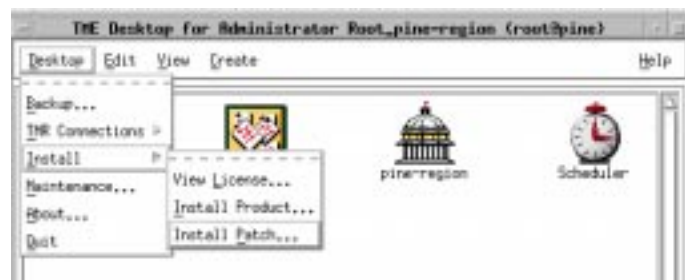 TME Desktop for Administrator Root_pine-region (root@pine)
Desktop Edit View Create Help
Backup...
TMR Connections
Install
Maintenance...
About...
Quit
View License...
Install Product...
Install Patch...
pine-region
Scheduler